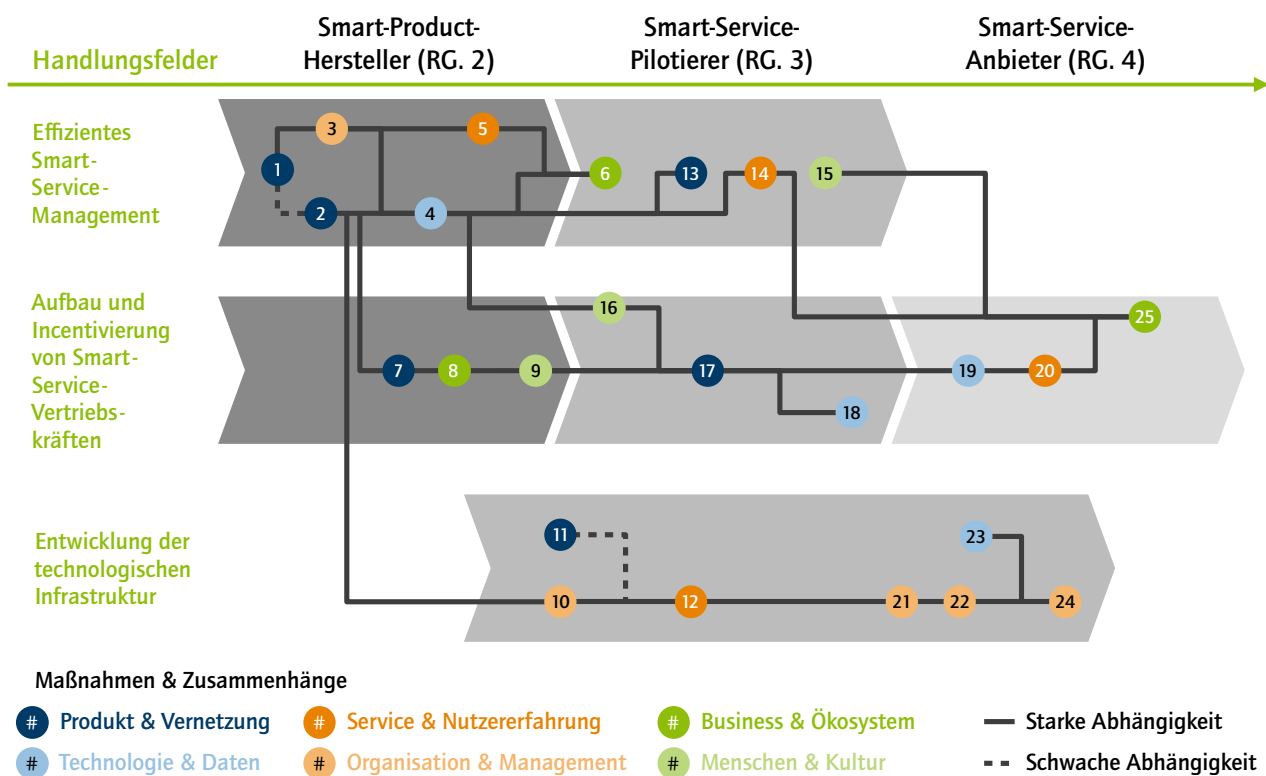 Handlungsfelder
Smart-Product-
Hersteller (RG. 2)
Smart-Service-
Pilotierer (RG. 3)
Smart-Service-
Anbieter (RG. 4)
Effizientes
Smart-
Service-
Management
1
2
3
4
5
6
13
14
15
Aufbau und
Incentivierung
von Smart-
Service-
Vertriebs-
kräften
7
8
9
16
17
18
19
20
25
Entwicklung der
technologischen
Infrastruktur
10
11
12
21
22
23
24
Maßnahmen & Zusammenhänge
# Produkt & Vernetzung
# Service & Nutzererfahrung
# Business & Ökosystem
Starke Abhängigkeit
# Technologie & Daten
# Organisation & Management
# Menschen & Kultur
Schwache Abhängigkeit